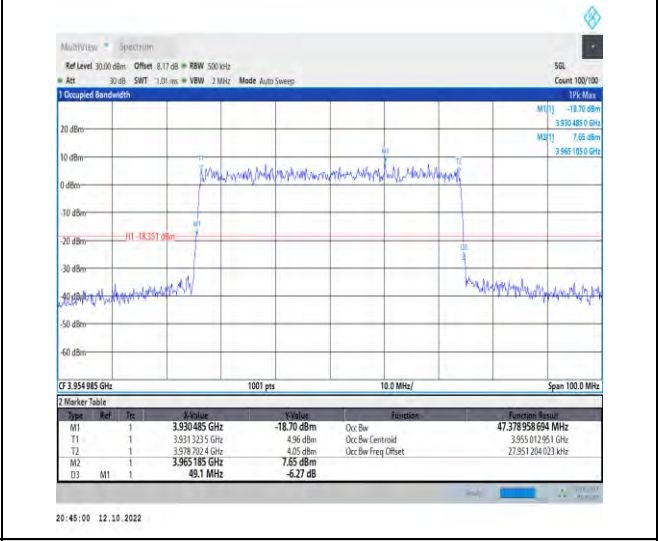 MultiView Spectrum
Ref Level 30.00 dBm Offset 8.17 dB RBW 500 kHz SGL
Att 30 dB SWT 1.01 ms VBW 2 MHz Mode Auto Sweep Count 100/100
1 Occupied Bandwidth 1Pk Max
M1[1] -18.70 dBm
3.930 485 0 GHz
M2[1] 7.65 dBm
3.965 185 0 GHz
20 dBm
10 dBm
M2
T1 T2
0 dBm
-10 dBm
M1
H1 -18.351 dBm
-20 dBm
D3
-30 dBm
-40 dBm
-50 dBm
-60 dBm
CF 3.954 985 GHz 1001 pts 10.0 MHz/ Span 100.0 MHz
2 Marker Table
Type Ref Trc X-Value Y-Value Function Function Result
M1 1 3.930 485 GHz -18.70 dBm Occ Bw 47.378 958 694 MHz
T1 1 3.931 323 5 GHz 4.96 dBm Occ Bw Centroid 3.955 012 951 GHz
T2 1 3.978 702 4 GHz 4.05 dBm Occ Bw Freq Offset 27.951 204 023 kHz
M2 1 3.965 185 GHz 7.65 dBm
D3 M1 1 49.1 MHz -6.27 dB
20:45:00 12.10.2022